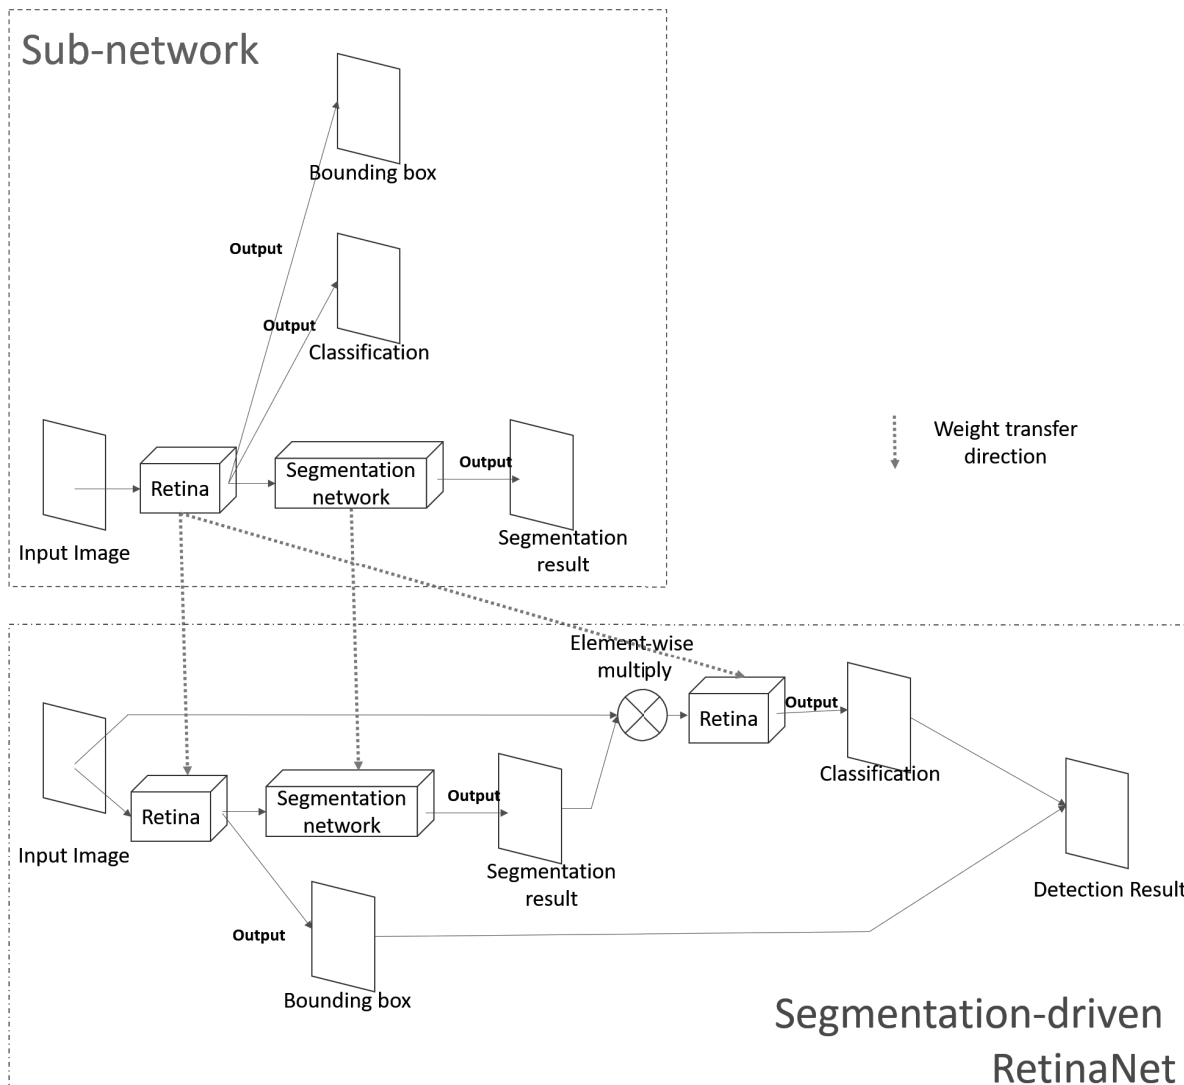 Sub-network
Bounding box
Output
Output
Classification
Input Image
Retina
Segmentation
network
Output
Segmentation
result
Weight transfer
direction
Element-wise
multiply
Retina
Output
Classification
Input Image
Retina
Segmentation
network
Output
Segmentation
result
Output
Bounding box
Detection Result
Segmentation-driven
RetinaNet